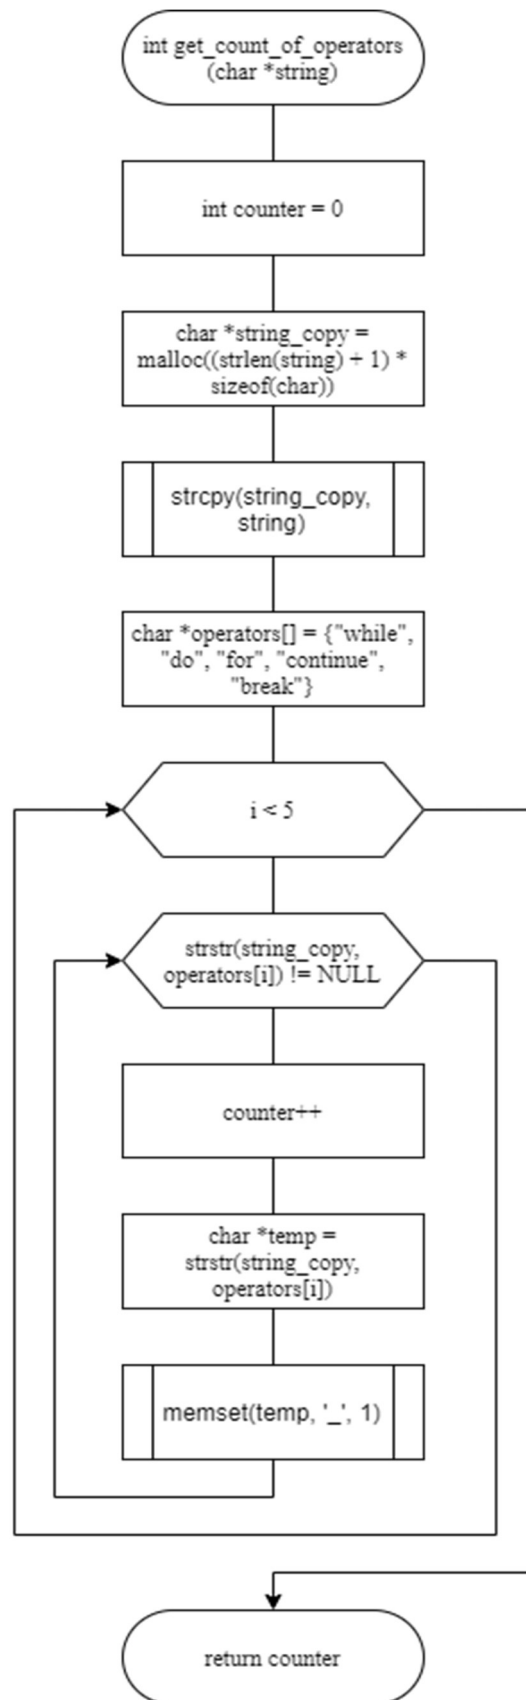 int get_count_of_operators
(char *string)
int counter = 0
char *string_copy =
malloc((strlen(string) + 1) *
sizeof(char))
strcpy(string_copy,
string)
char *operators[] = {"while",
"do", "for", "continue",
"break"}
i < 5
strstr(string_copy,
operators[i]) != NULL
counter++
char *temp =
strstr(string_copy,
operators[i])
memset(temp, '_', 1)
return counter